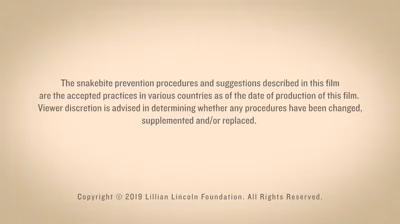 The snakebite prevention procedures and suggestions described in this film
are the accepted practices in various countries as of the date of production of this film.
Viewer discretion is advised in determining whether any procedures have been changed,
supplemented and/or replaced.
Copyright © 2019 Lillian Lincoln Foundation. All Rights Reserved.